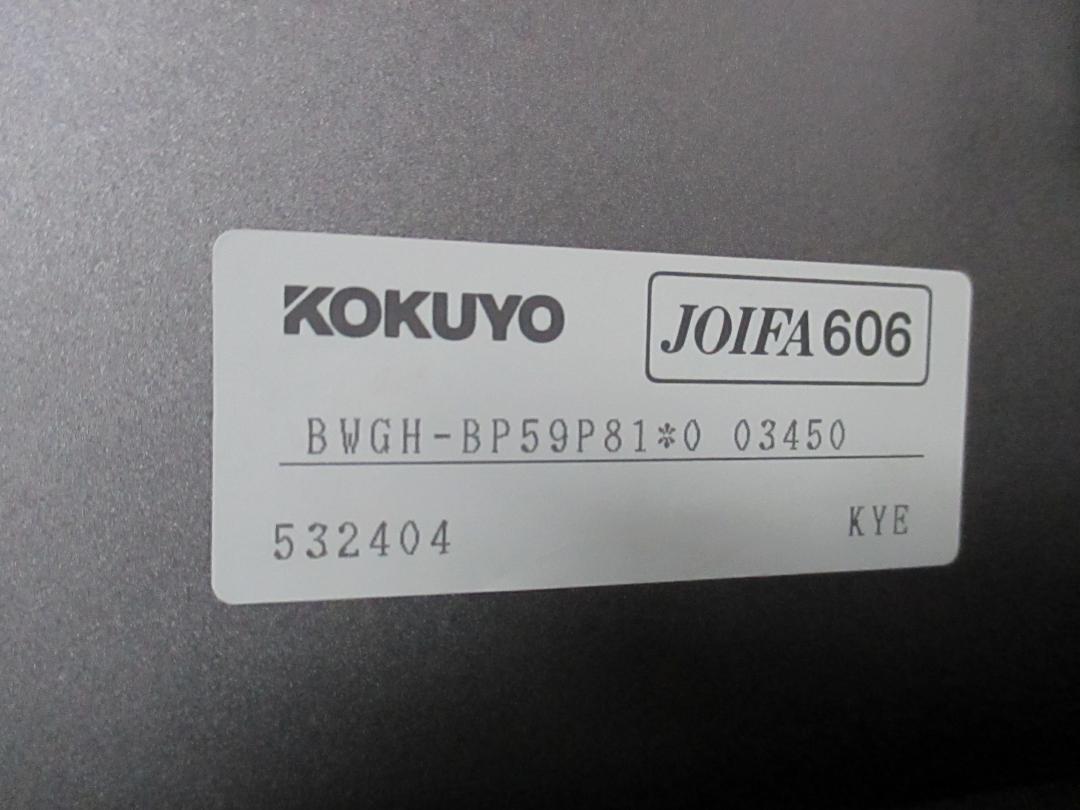 KOKUYO JOIFA 606
BWGH-BP59P81*0 03450
532404 KYE